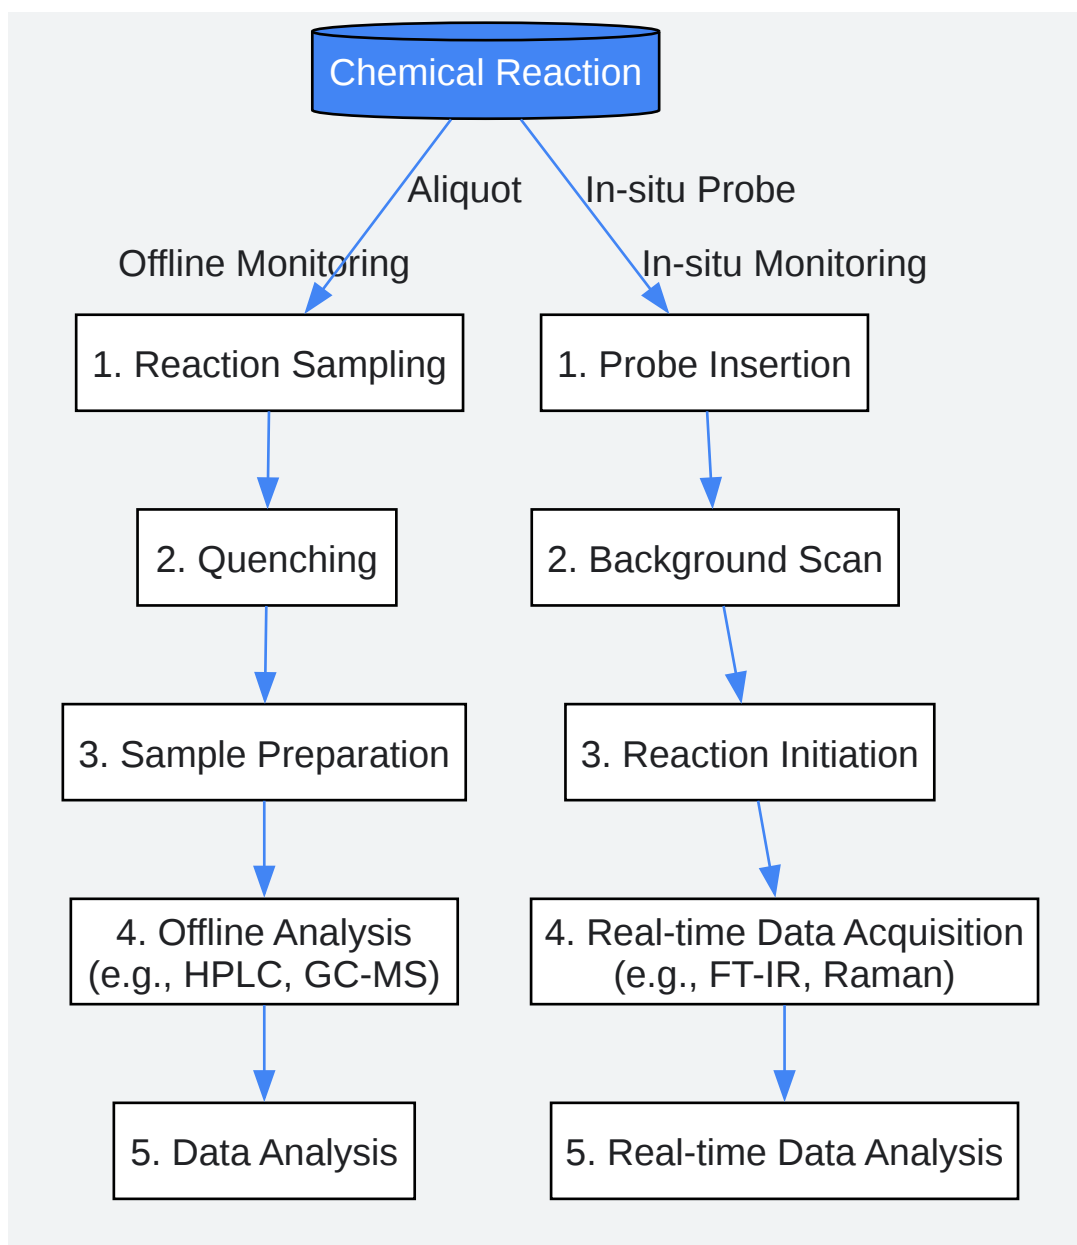 Chemical Reaction
Aliquot
In-situ Probe
Offline Monitoring
In-situ Monitoring
1. Reaction Sampling
1. Probe Insertion
2. Quenching
2. Background Scan
3. Sample Preparation
3. Reaction Initiation
4. Offline Analysis
(e.g., HPLC, GC-MS)
4. Real-time Data Acquisition
(e.g., FT-IR, Raman)
5. Data Analysis
5. Real-time Data Analysis